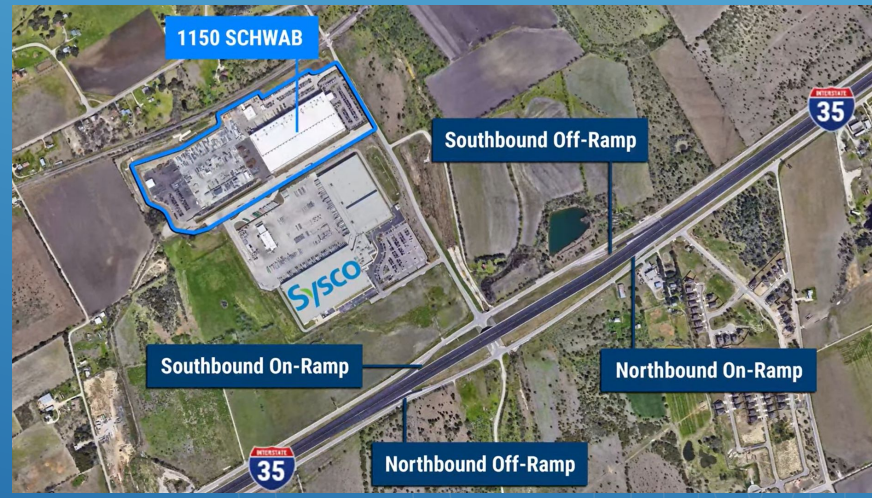 1150 SCHWAB
INTERSTATE
35
Southbound Off-Ramp
Sysco
Southbound On-Ramp
Northbound On-Ramp
INTERSTATE
35
Northbound Off-Ramp